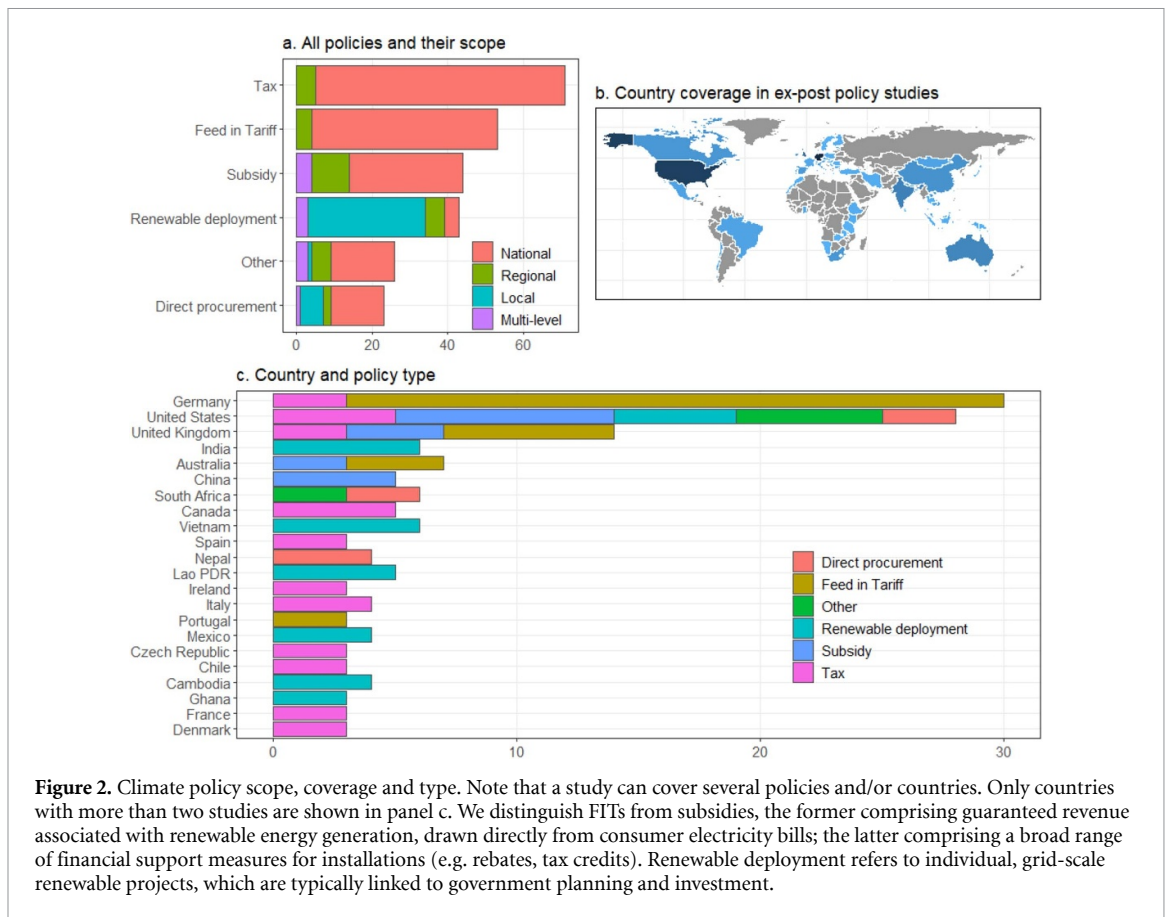 a. All policies and their scope
Tax
Feed in Tariff
Subsidy
Renewable deployment
Other
Direct procurement
National
Regional
Local
Multi-level
0 20 40 60
b. Country coverage in ex-post policy studies
c. Country and policy type
Germany
United States
United Kingdom
India
Australia
China
South Africa
Canada
Vietnam
Spain
Nepal
Lao PDR
Ireland
Italy
Portugal
Mexico
Czech Republic
Chile
Cambodia
Ghana
France
Denmark
Direct procurement
Feed in Tariff
Other
Renewable deployment
Subsidy
Tax
0 10 20 30
Figure 2. Climate policy scope, coverage and type. Note that a study can cover several policies and/or countries. Only countries
with more than two studies are shown in panel c. We distinguish FITs from subsidies, the former comprising guaranteed revenue
associated with renewable energy generation, drawn directly from consumer electricity bills; the latter comprising a broad range
of financial support measures for installations (e.g. rebates, tax credits). Renewable deployment refers to individual, grid-scale
renewable projects, which are typically linked to government planning and investment.